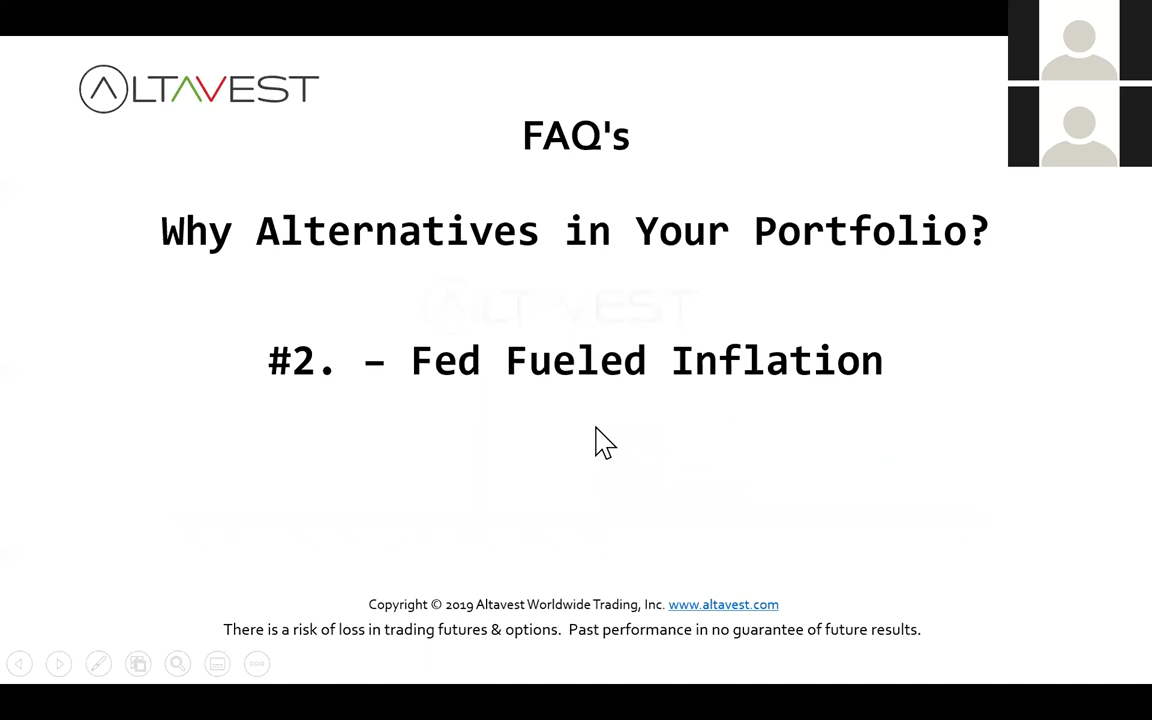 ALTAVEST
FAQ's
Why Alternatives in Your Portfolio?
ALTAVEST
#2. – Fed Fueled Inflation
Copyright © 2019 Altavest Worldwide Trading, Inc. www.altavest.com
There is a risk of loss in trading futures & options. Past performance in no guarantee of future results.